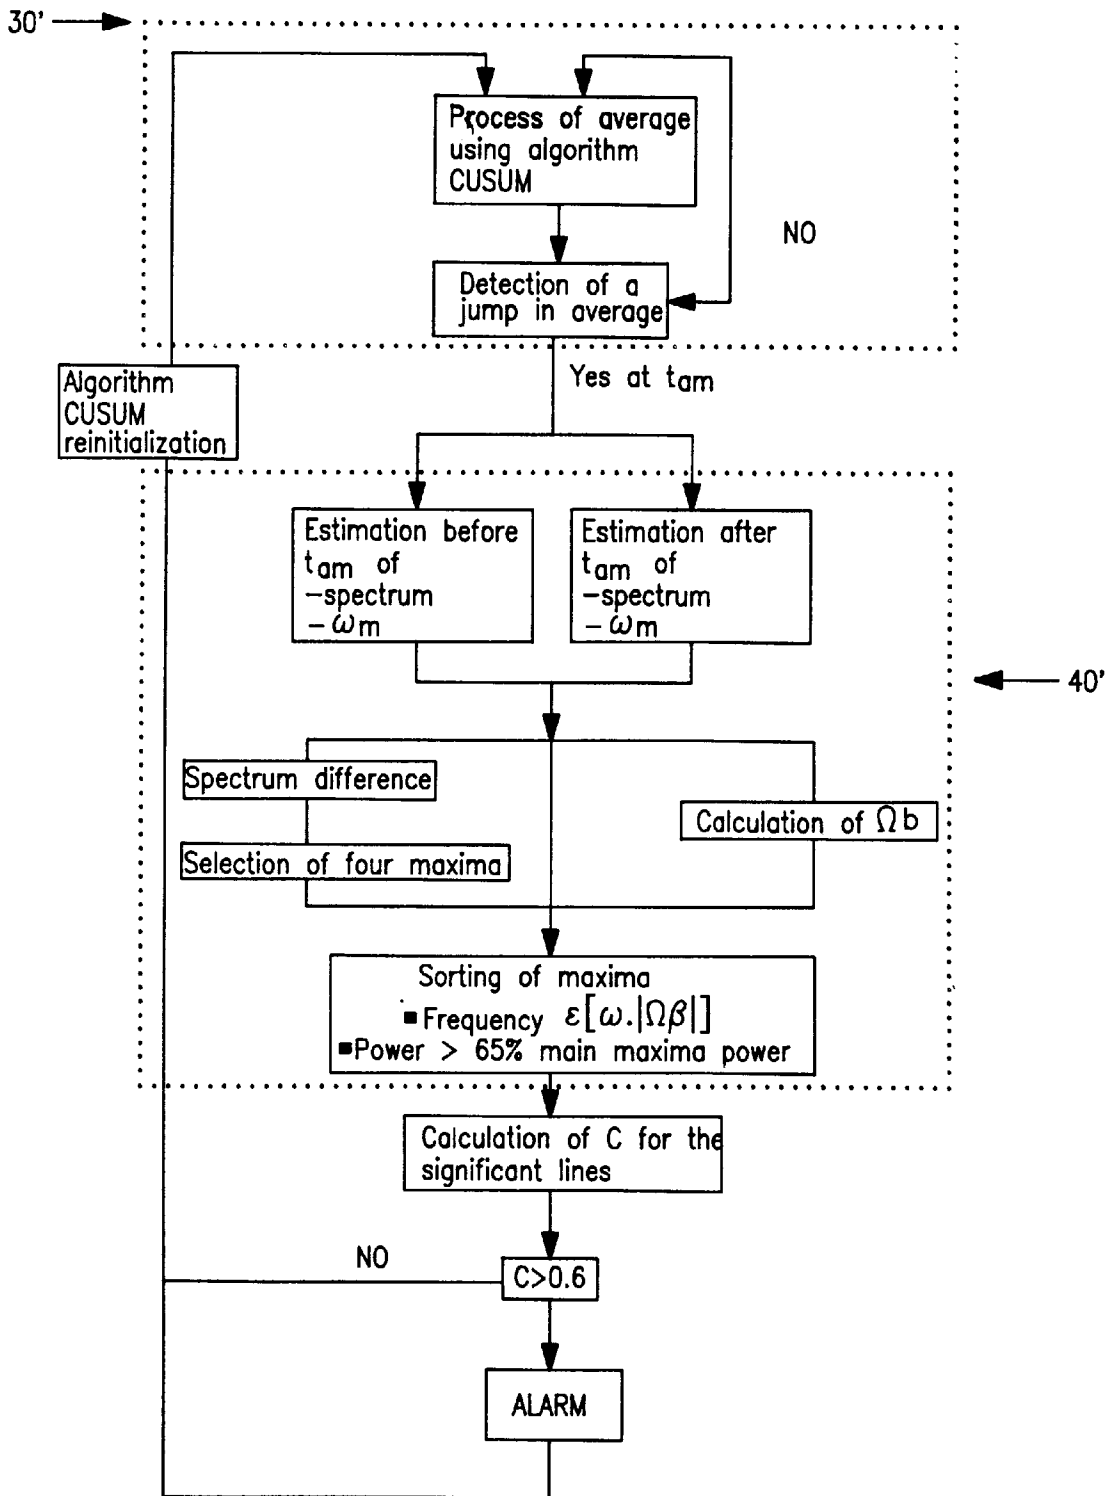 30'
Process of average
using algorithm
CUSUM
NO
Detection of a
jump in average
Yes at tam
Algorithm
CUSUM
reinitialization
Estimation before
tam of
-spectrum
- ωm
Estimation after
tam of
-spectrum
- ωm
40'
Spectrum difference
Calculation of Ωb
Selection of four maxima
Sorting of maxima
▪ Frequency ε[ω.|Ωβ|]
▪Power > 65% main maxima power
Calculation of C for the
significant lines
NO
C>0.6
ALARM